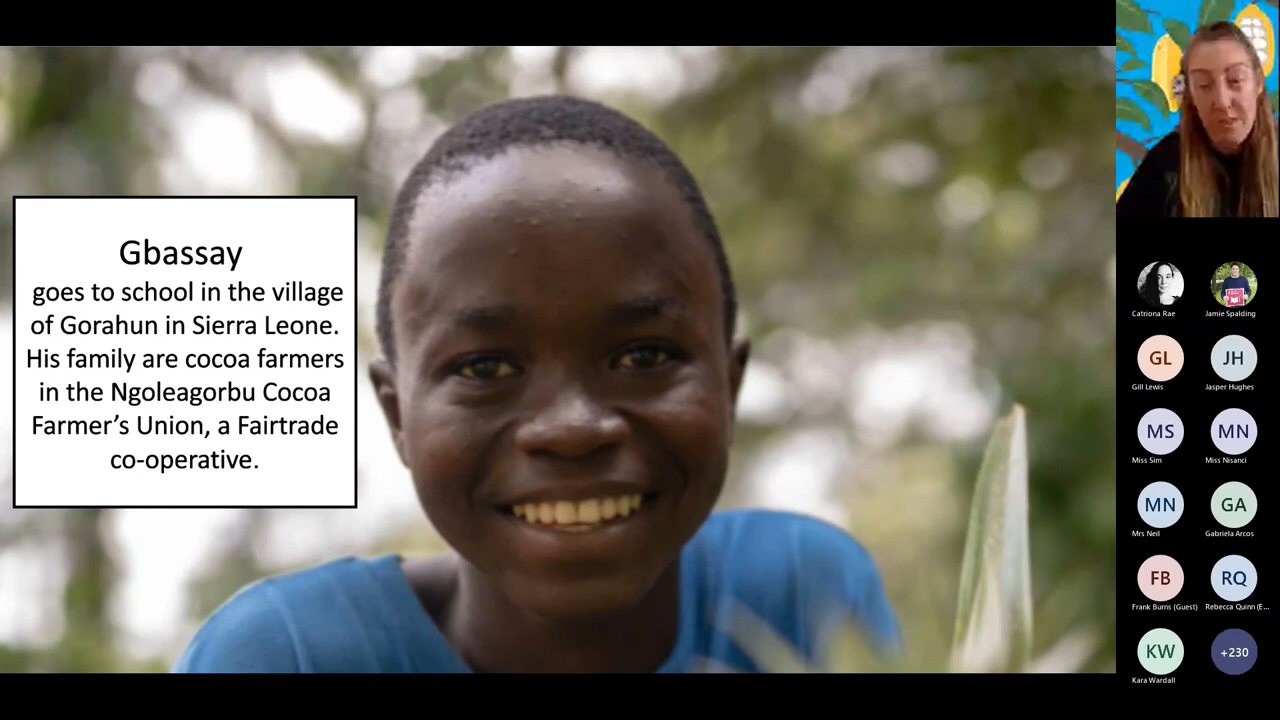 Gbassay
goes to school in the village
of Gorahun in Sierra Leone.
His family are cocoa farmers
in the Ngoleagorbu Cocoa
Farmer’s Union, a Fairtrade
co-operative.
Catriona Rae
Jamie Spalding
GL
JH
Gill Lewis
Jasper Hughes
MS
MN
Miss Sim
Miss Nisanci
MN
GA
Mrs Neil
Gabriela Arcos
FB
RQ
Frank Burns (Guest)
Rebecca Quinn (E...
KW
+230
Kara Wardall